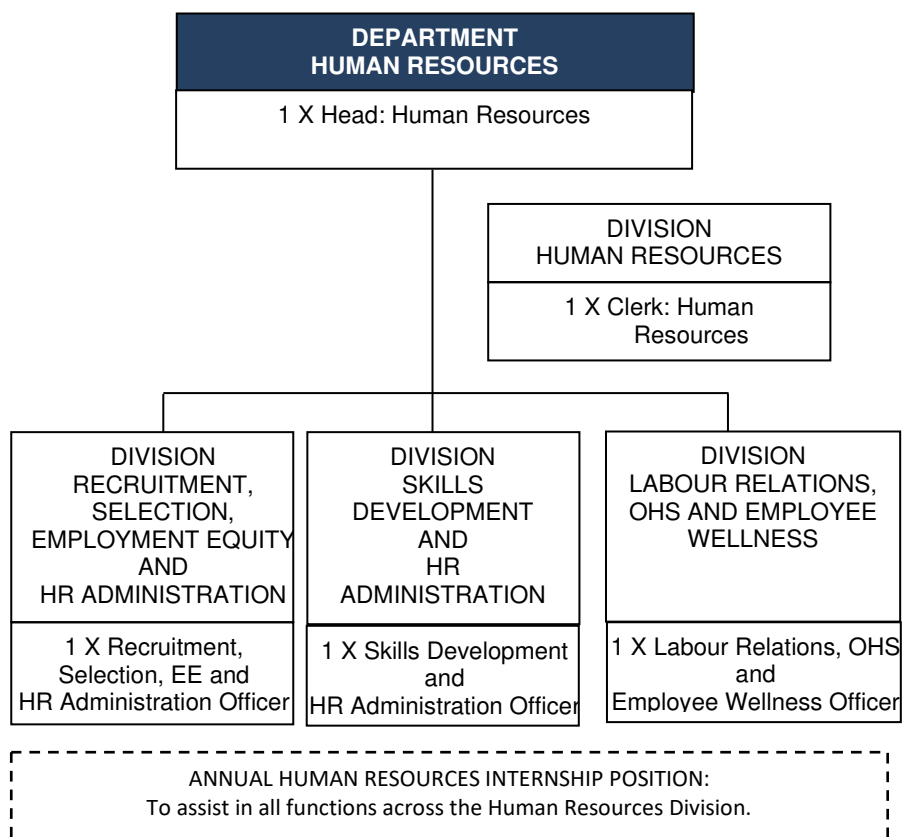 DEPARTMENT
HUMAN RESOURCES
1 X Head: Human Resources
DIVISION
HUMAN RESOURCES
1 X Clerk: Human
Resources
DIVISION
RECRUITMENT,
SELECTION,
EMPLOYMENT EQUITY
AND
HR ADMINISTRATION
1 X Recruitment,
Selection, EE and
HR Administration Officer
DIVISION
SKILLS
DEVELOPMENT
AND
HR
ADMINISTRATION
1 X Skills Development
and
HR Administration Officer
DIVISION
LABOUR RELATIONS,
OHS AND EMPLOYEE
WELLNESS
1 X Labour Relations, OHS
and
Employee Wellness Officer
ANNUAL HUMAN RESOURCES INTERNSHIP POSITION:
To assist in all functions across the Human Resources Division.